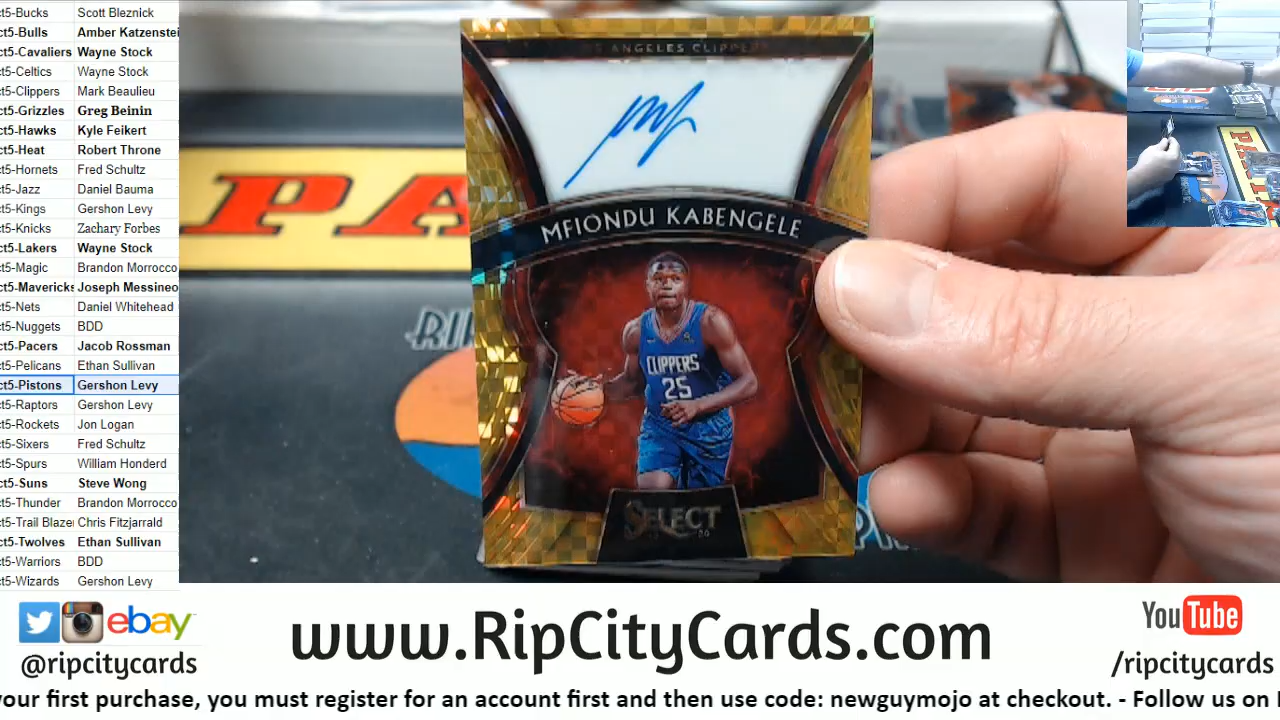 ct5-Bucks Scott Bleznick
ct5-Bulls Amber Katzenstei
ct5-Cavaliers Wayne Stock
ct5-Celtics Wayne Stock
ct5-Clippers Mark Beaulieu
ct5-Grizzles Greg Beinin
ct5-Hawks Kyle Feikert
ct5-Heat Robert Throne
ct5-Hornets Fred Schultz
ct5-Jazz Daniel Bauma
ct5-Kings Gershon Levy
ct5-Knicks Zachary Forbes
ct5-Lakers Wayne Stock
ct5-Magic Brandon Morrocco
ct5-Mavericks Joseph Messineo
ct5-Nets Daniel Whitehead
ct5-Nuggets BDD
ct5-Pacers Jacob Rossman
ct5-Pelicans Ethan Sullivan
ct5-Pistons Gershon Levy
ct5-Raptors Gershon Levy
ct5-Rockets Jon Logan
ct5-Sixers Fred Schultz
ct5-Spurs William Honderd
ct5-Suns Steve Wong
ct5-Thunder Brandon Morrocco
ct5-Trail Blaze Chris Fitzjarrald
ct5-Twolves Ethan Sullivan
ct5-Warriors BDD
ct5-Wizards Gershon Levy
LOS ANGELES CLIPPERS
MFIONDU KABENGELE
CLIPPERS
25
SELECT
PA
RI
ebay
@ripcitycards
www.RipCityCards.com
YouTube
/ripcitycards
your first purchase, you must register for an account first and then use code: newguymojo at checkout. - Follow us on